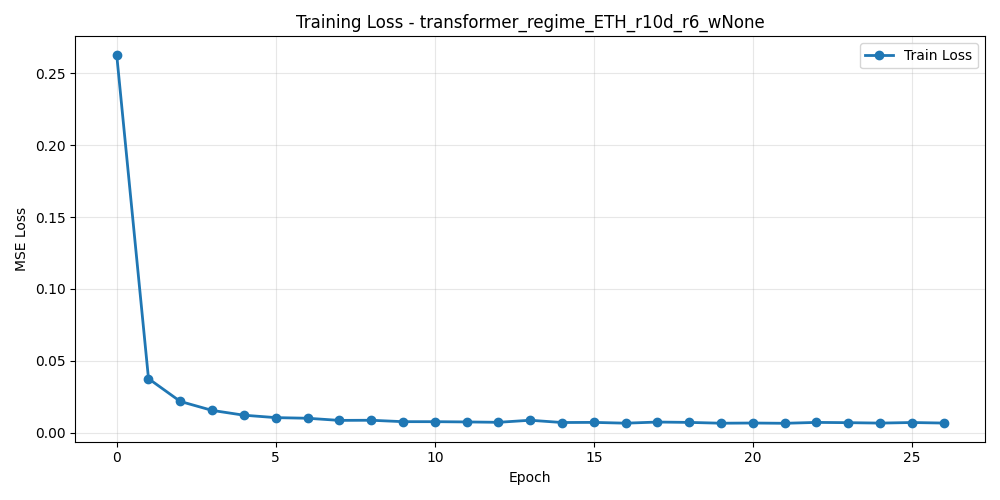 Training Loss - transformer_regime_ETH_r10d_r6_wNone
Train Loss
MSE Loss
0.25
0.20
0.15
0.10
0.05
0.00
0 5 10 15 20 25
Epoch